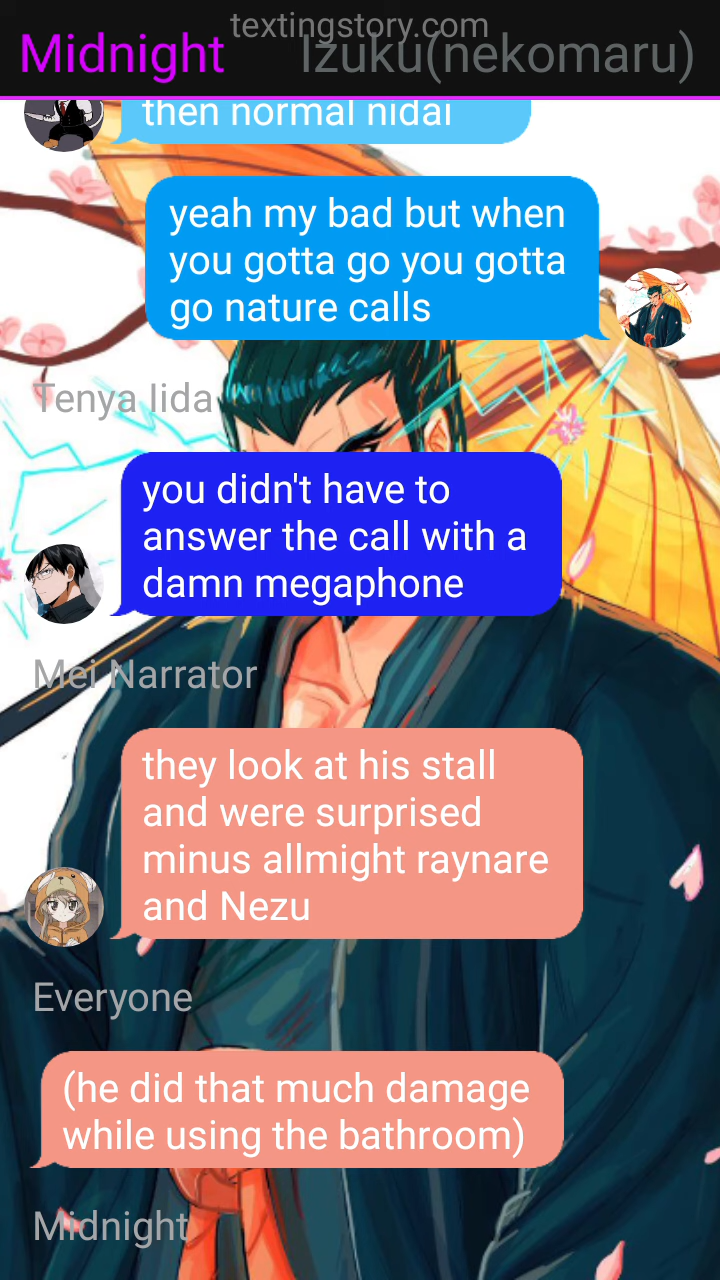 textingstory.com
Midnight
Izuku(nekomaru)
then normal nidai
yeah my bad but when
you gotta go you gotta
go nature calls
Tenya Iida
you didn't have to
answer the call with a
damn megaphone
Mei Narrator
they look at his stall
and were surprised
minus allmight raynare
and Nezu
Everyone
(he did that much damage
while using the bathroom)
Midnight